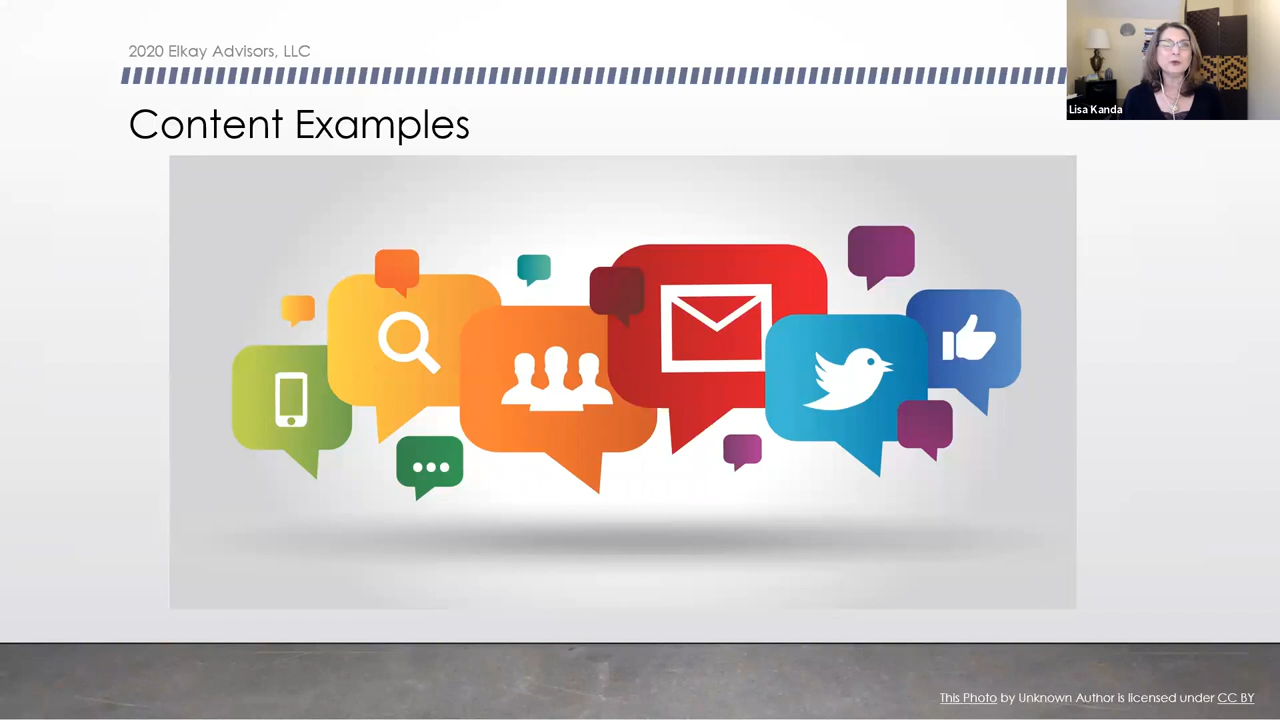 2020 Elkay Advisors, LLC
Content Examples
Lisa Kanda
This Photo by Unknown Author is licensed under CC BY